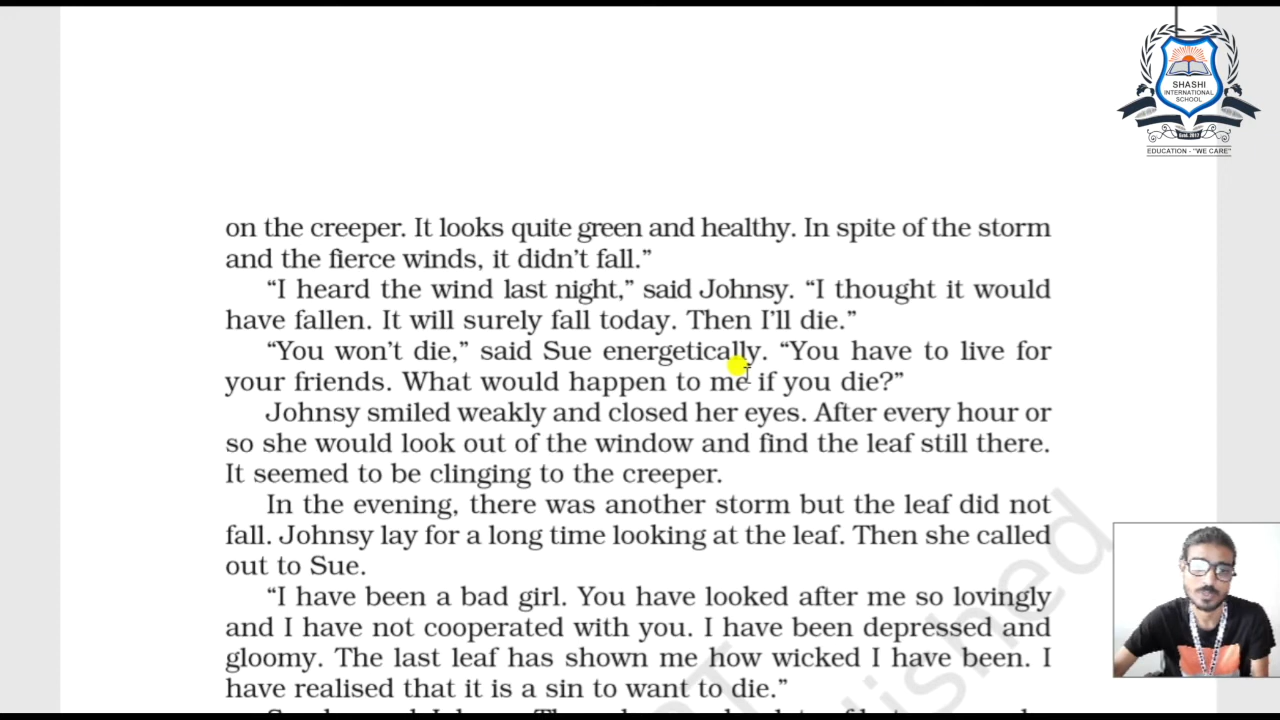 SHASHI
INTERNATIONAL
SCHOOL
Estd. 2017
EDUCATION - "WE CARE"
on the creeper. It looks quite green and healthy. In spite of the storm
and the fierce winds, it didn’t fall.”
“I heard the wind last night,” said Johnsy. “I thought it would
have fallen. It will surely fall today. Then I’ll die.”
“You won’t die,” said Sue energetically. “You have to live for
your friends. What would happen to me if you die?”
Johnsy smiled weakly and closed her eyes. After every hour or
so she would look out of the window and find the leaf still there.
It seemed to be clinging to the creeper.
In the evening, there was another storm but the leaf did not
fall. Johnsy lay for a long time looking at the leaf. Then she called
out to Sue.
“I have been a bad girl. You have looked after me so lovingly
and I have not cooperated with you. I have been depressed and
gloomy. The last leaf has shown me how wicked I have been. I
have realised that it is a sin to want to die.”